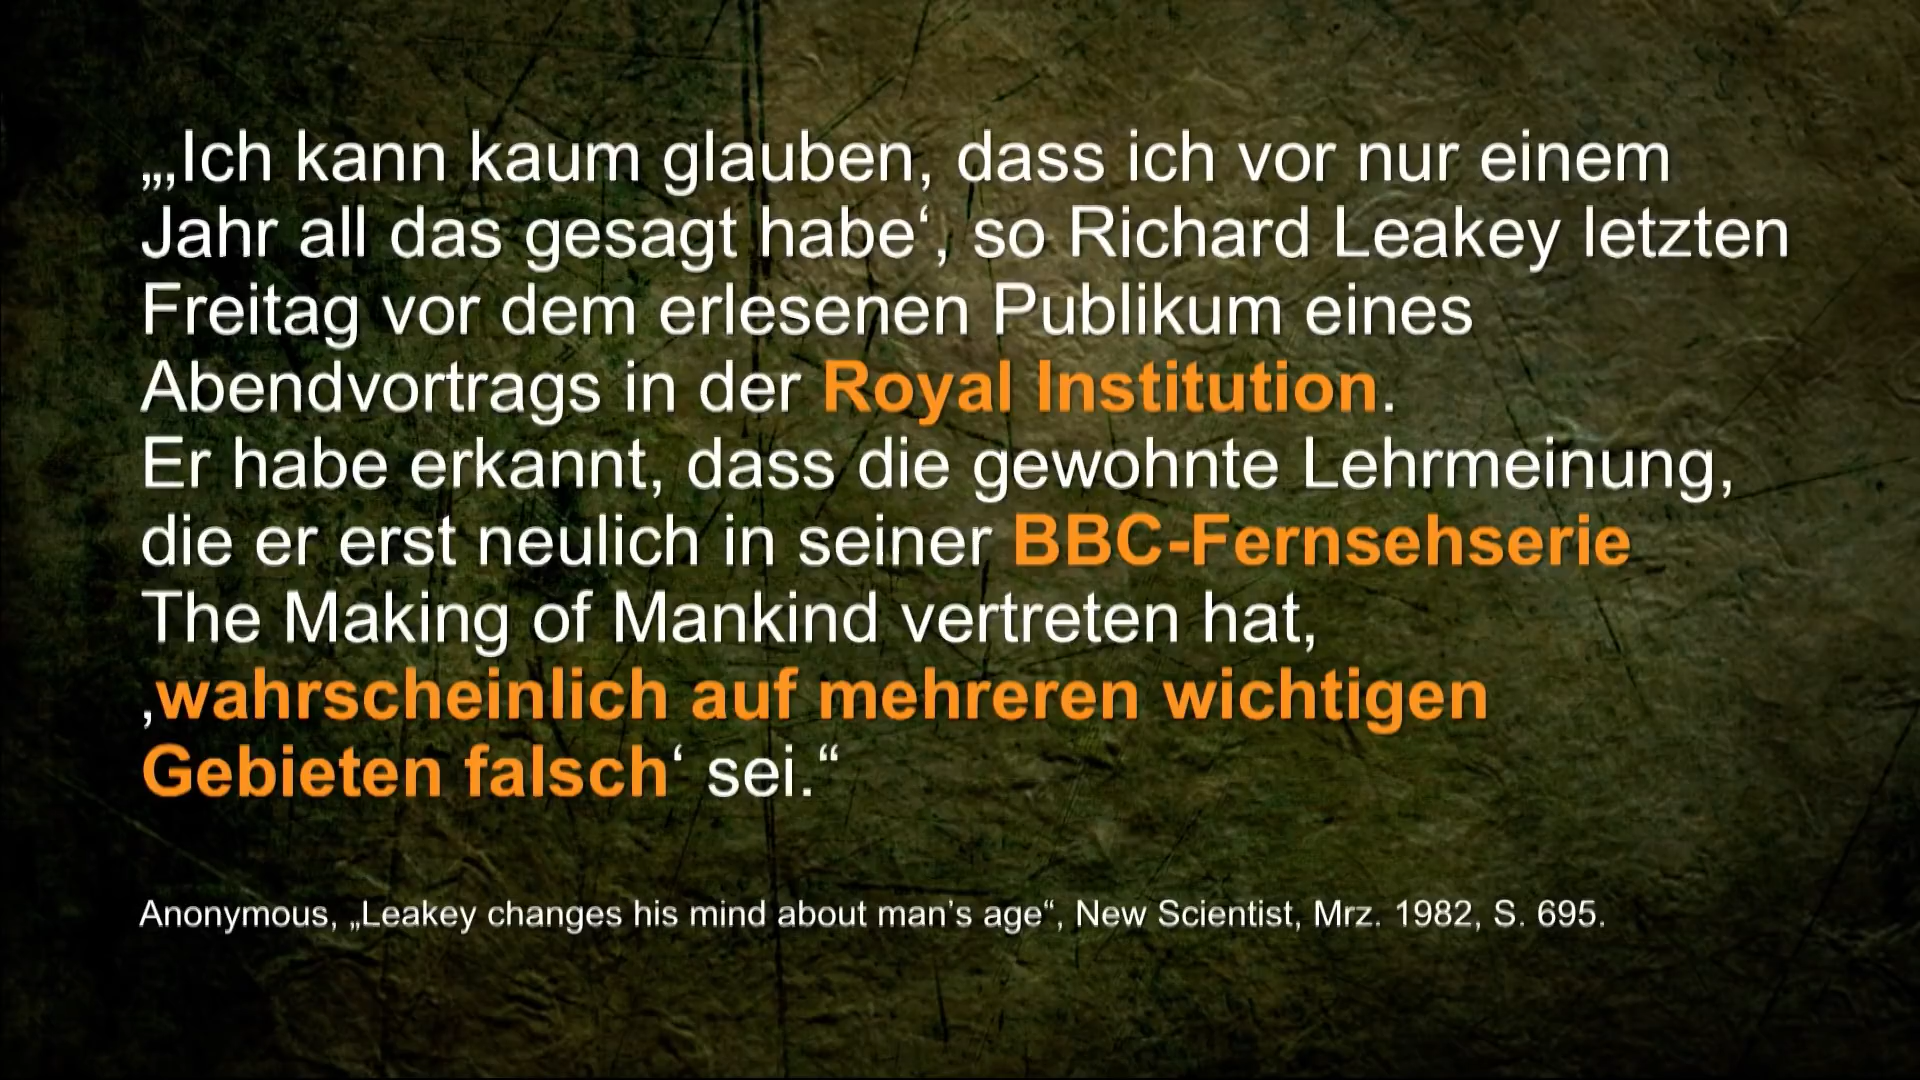 „‚Ich kann kaum glauben, dass ich vor nur einem
Jahr all das gesagt habe‘, so Richard Leakey letzten
Freitag vor dem erlesenen Publikum eines
Abendvortrags in der Royal Institution.
Er habe erkannt, dass die gewohnte Lehrmeinung,
die er erst neulich in seiner BBC-Fernsehserie
The Making of Mankind vertreten hat,
‚wahrscheinlich auf mehreren wichtigen
Gebieten falsch‘ sei.“
Anonymous, „Leakey changes his mind about man’s age“, New Scientist, Mrz. 1982, S. 695.